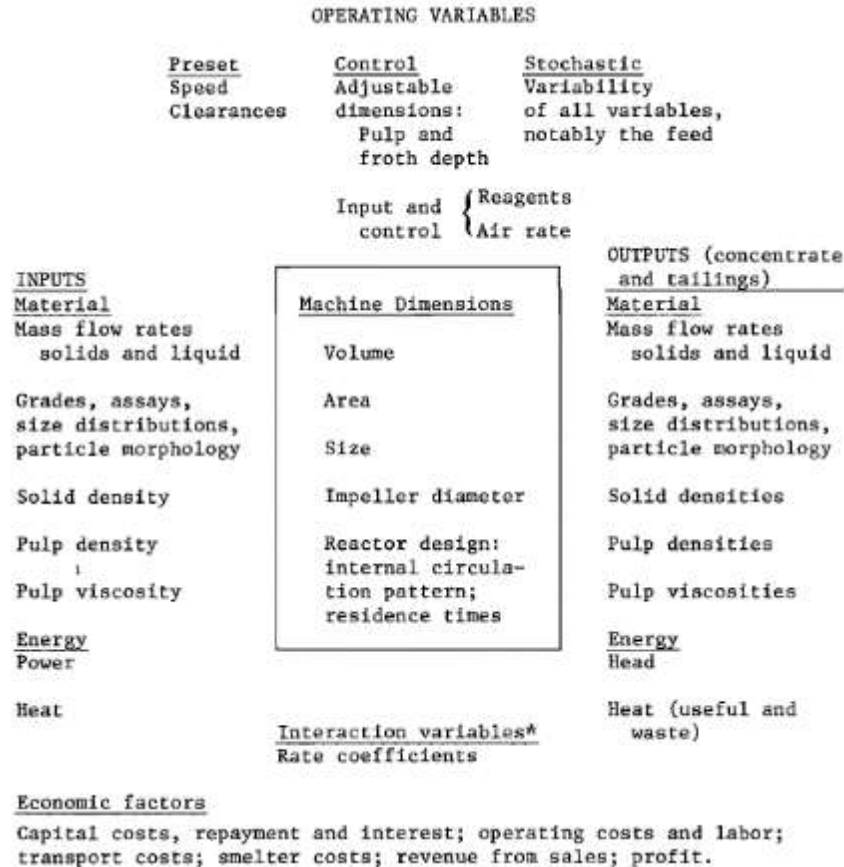 OPERATING VARIABLES
Preset
Speed
Clearances
Control
Adjustable
dimensions:
Pulp and
froth depth
Stochastic
Variability
of all variables,
notably the feed
Input and
control
Reagents
Air rate
INPUTS
Material
Mass flow rates
solids and liquid
Grades, assays,
size distributions,
particle morphology
Solid density
Pulp density
Pulp viscosity
Energy
Power
Heat
Machine Dimensions
Volume
Area
Size
Impeller diameter
Reactor design:
internal circula-
tion pattern;
residence times
OUTPUTS (concentrate
and tailings)
Material
Mass flow rates
solids and liquid
Grades, assays,
size distributions,
particle morphology
Solid densities
Pulp densities
Pulp viscosities
Energy
Head
Heat (useful and
waste)
Interaction variables*
Rate coefficients
Economic factors
Capital costs, repayment and interest; operating costs and labor;
transport costs; smelter costs; revenue from sales; profit.